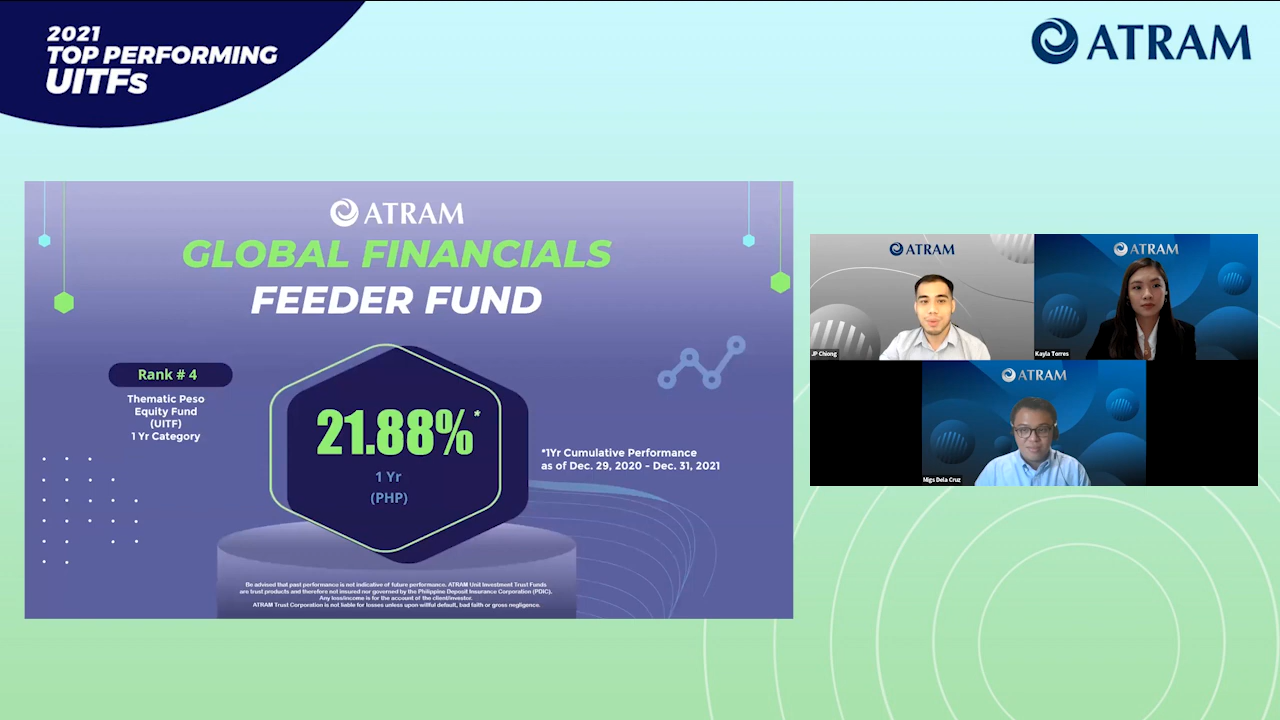 2021
TOP PERFORMING
UITFs
ATRAM
ATRAM
GLOBAL FINANCIALS
FEEDER FUND
Rank # 4
Thematic Peso
Equity Fund
(UITF)
1 Yr Category
21.88%*
1 Yr
(PHP)
*1Yr Cumulative Performance
as of Dec. 29, 2020 - Dec. 31, 2021
Be advised that past performance is not indicative of future performance. ATRAM Unit Investment Trust Funds
are trust products and therefore not insured nor governed by the Philippine Deposit Insurance Corporation (PDIC).
Any loss/income is for the account of the client/investor.
ATRAM Trust Corporation is not liable for losses unless upon willful default, bad faith or gross negligence.
ATRAM
JP Chiong
ATRAM
Kayla Torres
ATRAM
Migs Dela Cruz